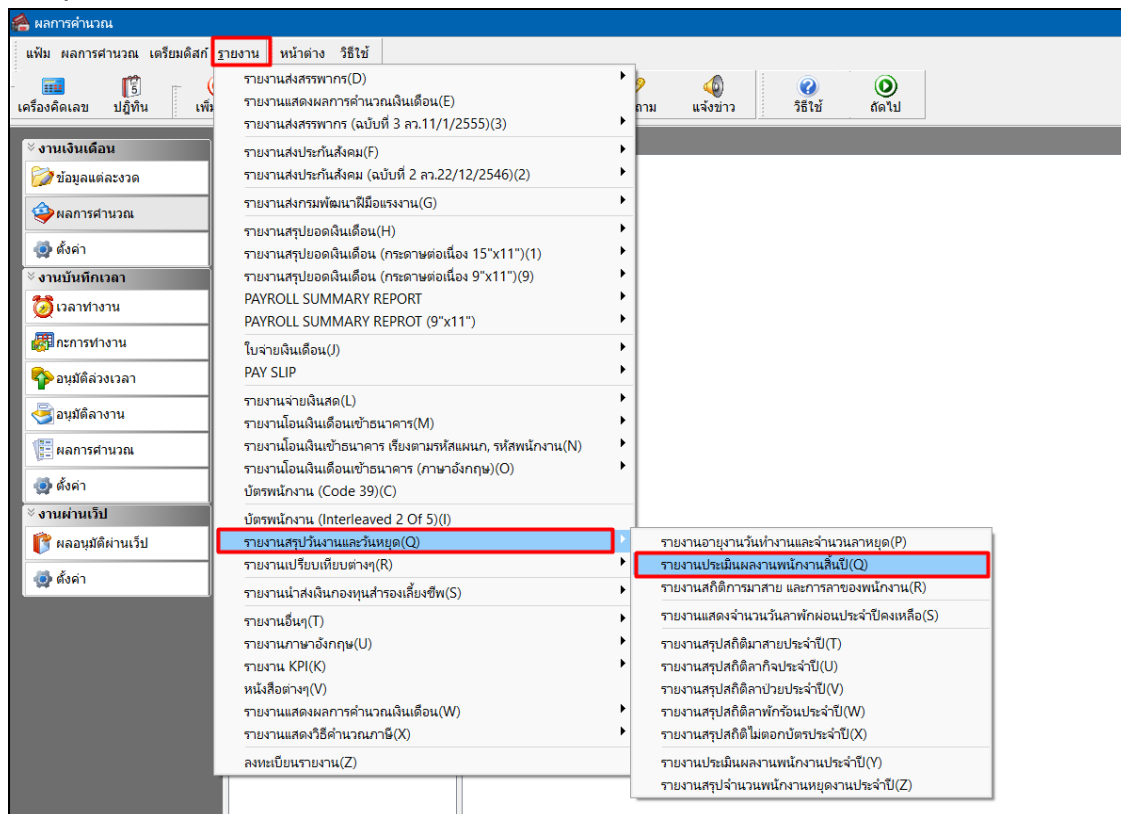 ผลการคำนวณ
แฟ้ม ผลการคำนวณ เตรียมดิสก์ รายงาน หน้าต่าง วิธีใช้
เครื่องคิดเลข ปฏิทิน แจ้งข่าว วิธีใช้ ถัดไป
งานเงินเดือน
ข้อมูลแต่ละงวด
ผลการคำนวณ
ตั้งค่า
งานบันทึกเวลา
เวลาทำงาน
กะการทำงาน
อนุมัติล่วงเวลา
อนุมัติลางาน
ผลการคำนวณ
ตั้งค่า
งานผ่านเว็ป
ผลอนุมัติผ่านเว็ป
ตั้งค่า
รายงานส่งสรรพากร(D)
รายงานแสดงผลการคำนวณเงินเดือน(E)
รายงานส่งสรรพากร (ฉบับที่ 3 ลว.11/1/2555)(3)
รายงานส่งประกันสังคม(F)
รายงานส่งประกันสังคม (ฉบับที่ 2 ลว.22/12/2546)(2)
รายงานส่งกรมพัฒนาฝีมือแรงงาน(G)
รายงานสรุปยอดเงินเดือน(H)
รายงานสรุปยอดเงินเดือน (กระดาษต่อเนื่อง 15"x11")(1)
รายงานสรุปยอดเงินเดือน (กระดาษต่อเนื่อง 9"x11")(9)
PAYROLL SUMMARY REPORT
PAYROLL SUMMARY REPROT (9"x11")
ใบจ่ายเงินเดือน(J)
PAY SLIP
รายงานจ่ายเงินสด(L)
รายงานโอนเงินเดือนเข้าธนาคาร(M)
รายงานโอนเงินเข้าธนาคาร เรียงตามรหัสแผนก, รหัสพนักงาน(N)
รายงานโอนเงินเดือนเข้าธนาคาร (ภาษาอังกฤษ)(O)
บัตรพนักงาน (Code 39)(C)
บัตรพนักงาน (Interleaved 2 Of 5)(I)
รายงานสรุปวันงานและวันหยุด(Q)
รายงานเปรียบเทียบต่างๆ(R)
รายงานนำส่งเงินกองทุนสำรองเลี้ยงชีพ(S)
รายงานอื่นๆ(T)
รายงานภาษาอังกฤษ(U)
รายงาน KPI(K)
หนังสือต่างๆ(V)
รายงานแสดงผลการคำนวณเงินเดือน(W)
รายงานแสดงวิธีคำนวณภาษี(X)
ลงทะเบียนรายงาน(Z)
รายงานอายุงานวันทำงานและจำนวนลาหยุด(P)
รายงานประเมินผลงานพนักงานสิ้นปี(Q)
รายงานสถิติการมาสาย และการลาของพนักงาน(R)
รายงานแสดงจำนวนวันลาพักผ่อนประจำปีคงเหลือ(S)
รายงานสรุปสถิติมาสายประจำปี(T)
รายงานสรุปสถิติลากิจประจำปี(U)
รายงานสรุปสถิติลาป่วยประจำปี(V)
รายงานสรุปสถิติลาพักร้อนประจำปี(W)
รายงานสรุปสถิติไม่ตอกบัตรประจำปี(X)
รายงานประเมินผลงานพนักงานประจำปี(Y)
รายงานสรุปจำนวนพนักงานหยุดงานประจำปี(Z)